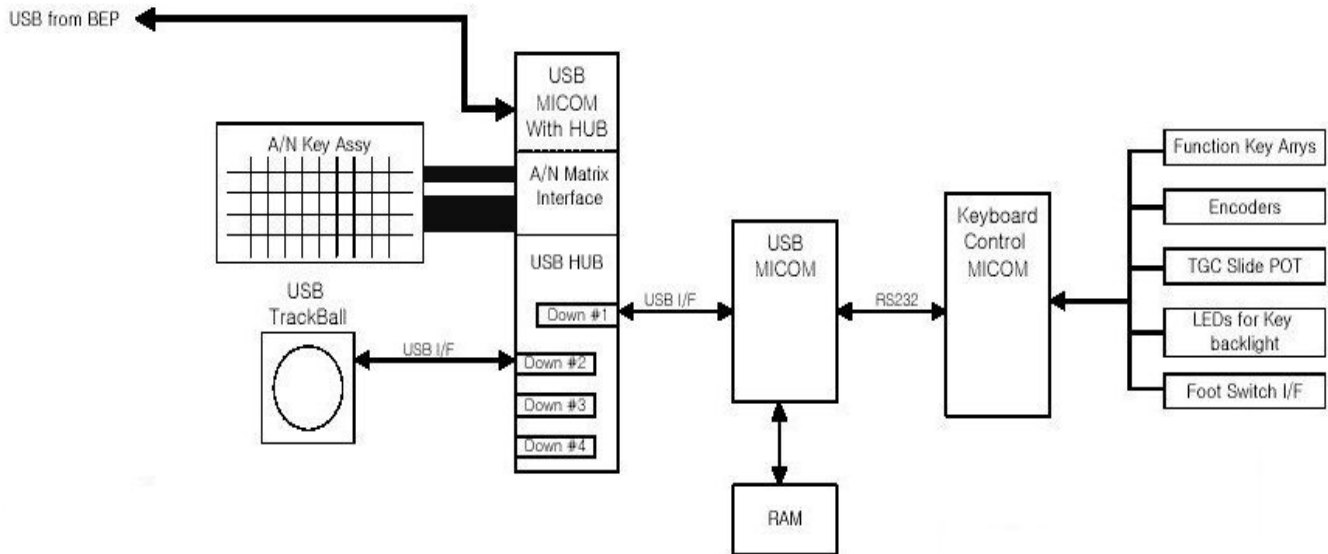 USB from BEP
USB
MICOM
With HUB
A/N Key Assy
A/N Matrix
Interface
USB HUB
Down #1
Down #2
Down #3
Down #4
USB
TrackBall
USB I/F
USB I/F
USB
MICOM
RS232
RAM
Keyboard
Control
MICOM
Function Key Arrys
Encoders
TGC Slide POT
LEDs for Key
backlight
Foot Switch I/F